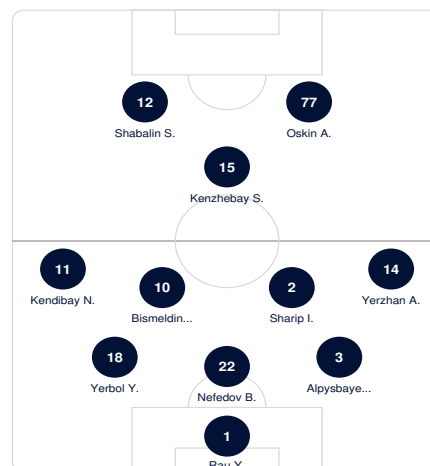 12 77
Shabalin S. Oskin A.
15
Kenzhebay S.
11 14
Kendibay N. Yerzhan A.
10 2
Bismeldin... Sharip I.
18 22 3
Yerbol Y. Nefedov B. Alpysbaye...
1
Rau Y.